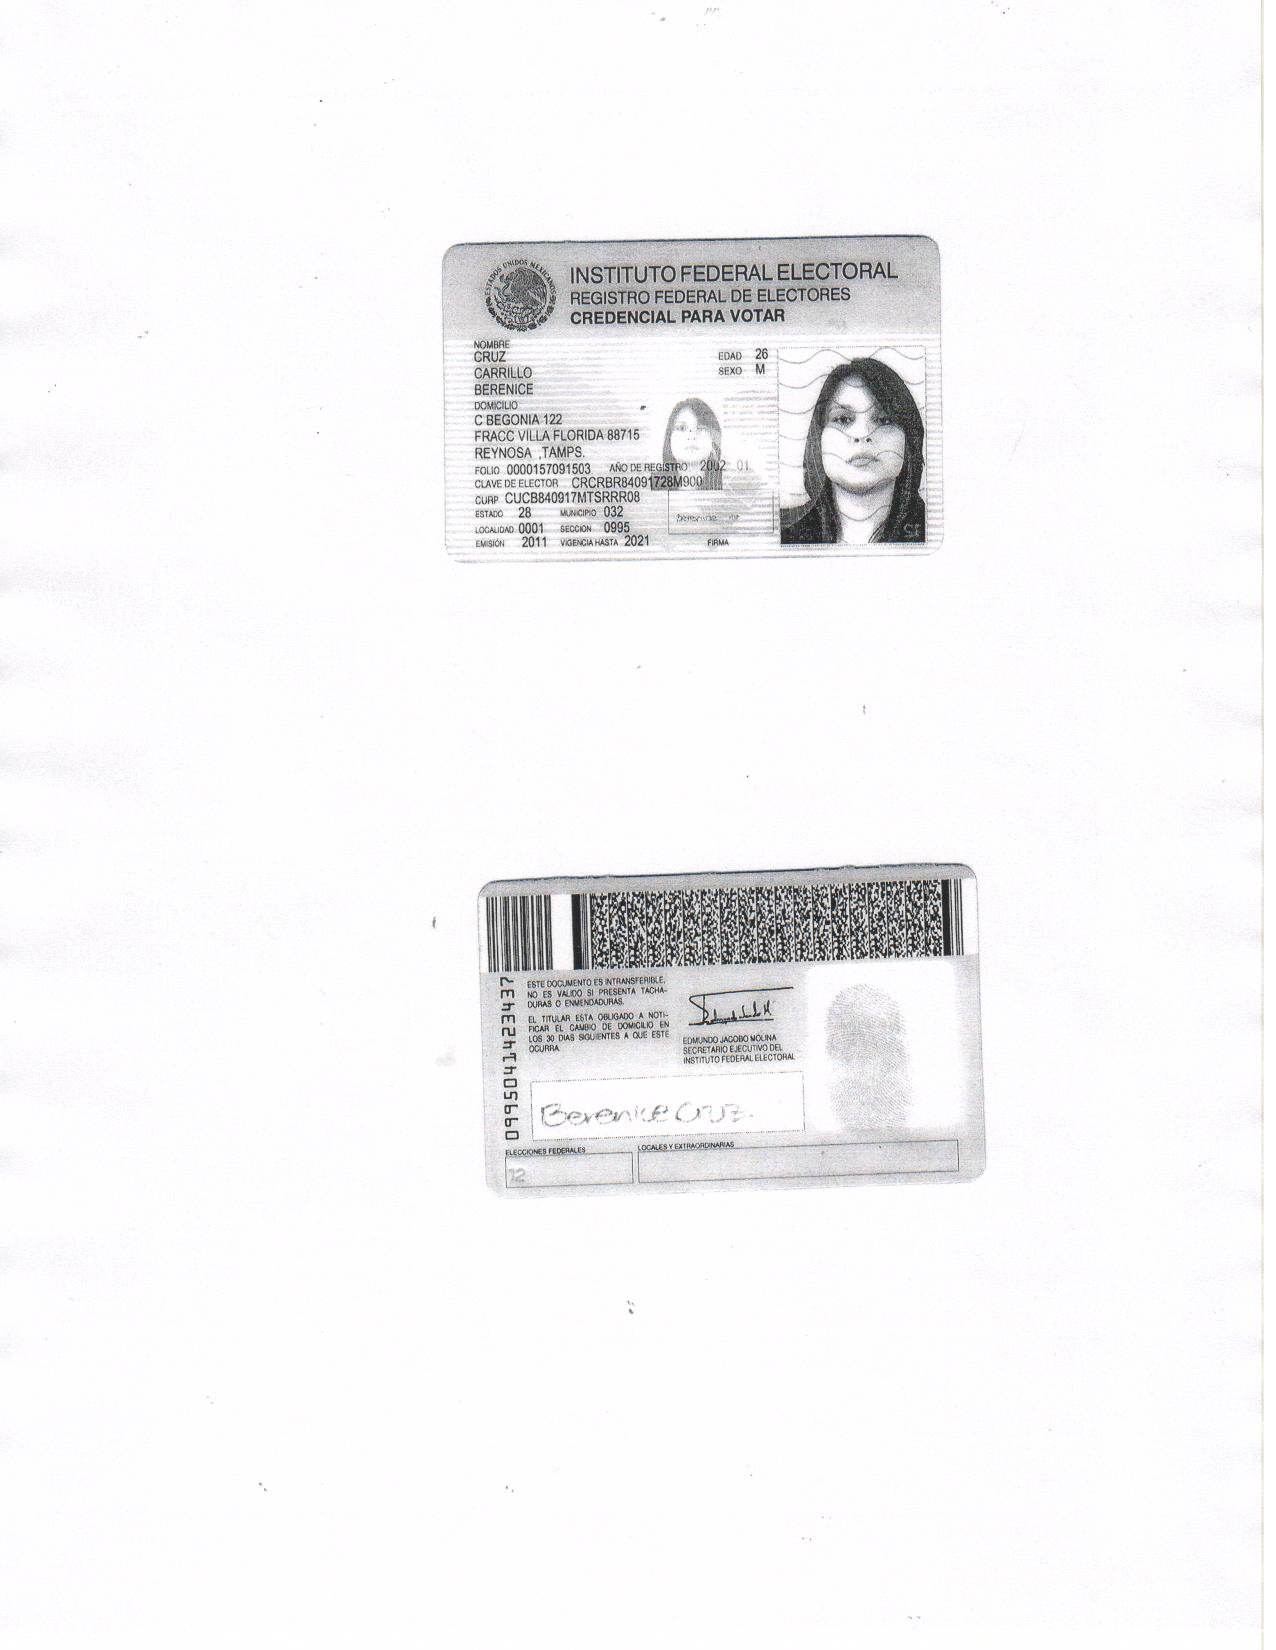 ESTADOS UNIDOS MEXICANOS
INSTITUTO FEDERAL ELECTORAL
REGISTRO FEDERAL DE ELECTORES
CREDENCIAL PARA VOTAR
NOMBRE
CRUZ
CARRILLO
BERENICE
EDAD 26
SEXO M
DOMICILIO
C BEGONIA 122
FRACC VILLA FLORIDA 88715
REYNOSA ,TAMPS.
FOLIO 0000157091503 AÑO DE REGISTRO 2002 01
CLAVE DE ELECTOR CRCRBR84091728M900
CURP CUCB840917MTSRRR08
ESTADO 28 MUNICIPIO 032
LOCALIDAD 0001 SECCION 0995
EMISIÓN 2011 VIGENCIA HASTA 2021
FIRMA
0995041423437
ESTE DOCUMENTO ES INTRANSFERIBLE,
NO ES VALIDO SI PRESENTA TACHA-
DURAS O ENMENDADURAS.
EL TITULAR ESTA OBLIGADO A NOTI-
FICAR EL CAMBIO DE DOMICILIO EN
LOS 30 DIAS SIGUIENTES A QUE ESTE
OCURRA.
EDMUNDO JACOBO MOLINA
SECRETARIO EJECUTIVO DEL
INSTITUTO FEDERAL ELECTORAL
Berenice Cruz.
ELECCIONES FEDERALES
LOCALES Y EXTRAORDINARIAS
12